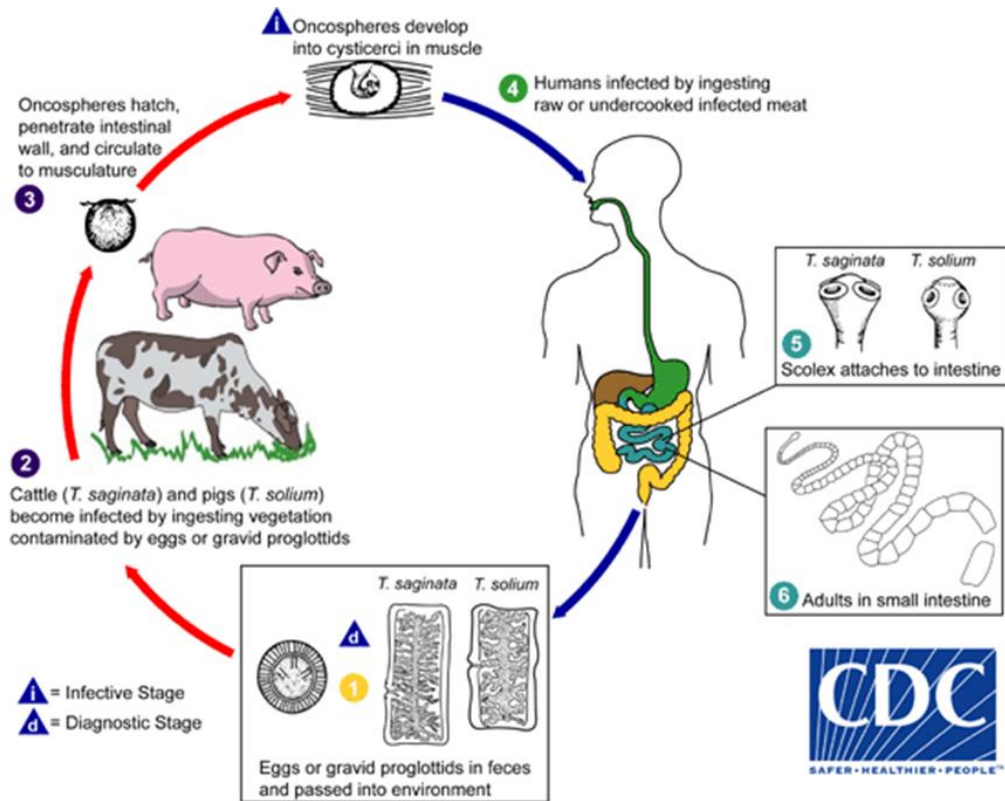 i
Oncospheres develop
into cysticerci in muscle
4
Humans infected by ingesting
raw or undercooked infected meat
Oncospheres hatch,
penetrate intestinal
wall, and circulate
to musculature
3
T. saginata T. solium
5
Scolex attaches to intestine
2
Cattle (T. saginata) and pigs (T. solium)
become infected by ingesting vegetation
contaminated by eggs or gravid proglottids
6
Adults in small intestine
T. saginata T. solium
d
1
Eggs or gravid proglottids in feces
and passed into environment
i = Infective Stage
d = Diagnostic Stage
CDC
SAFER·HEALTHIER·PEOPLE™